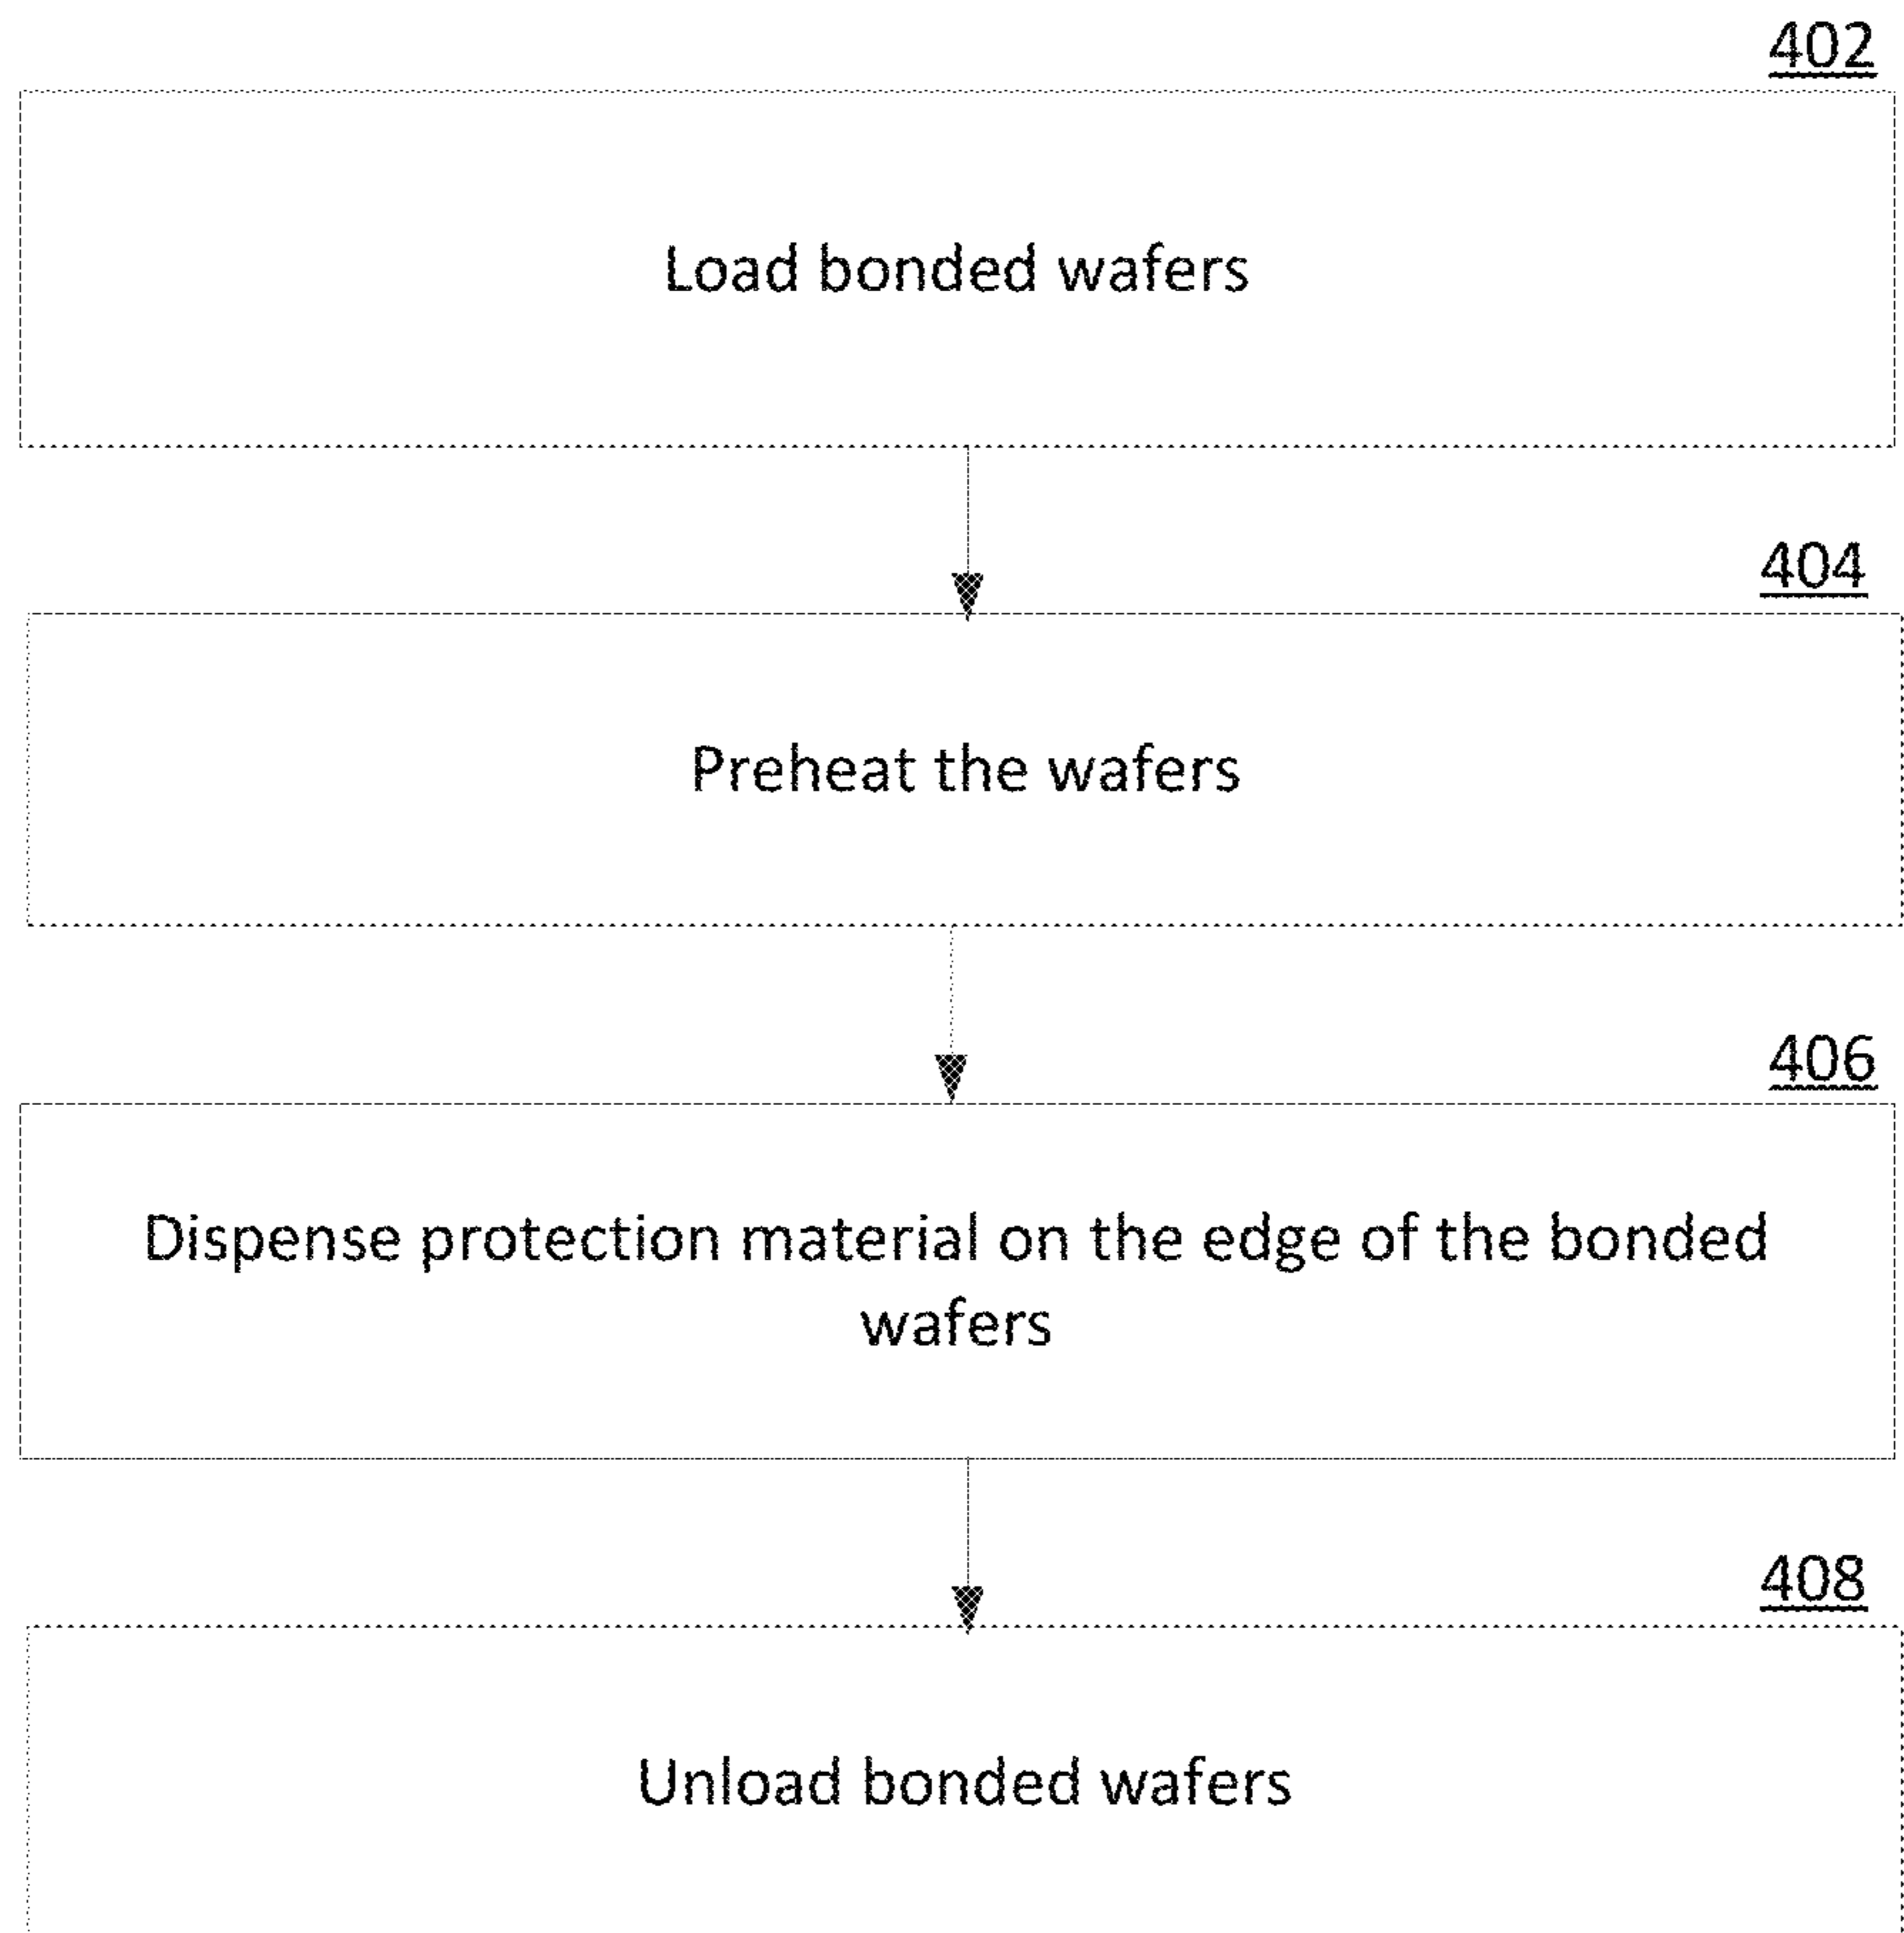 402
Load bonded wafers
404
Preheat the wafers
406
Dispense protection material on the edge of the bonded
wafers
408
Unload bonded wafers